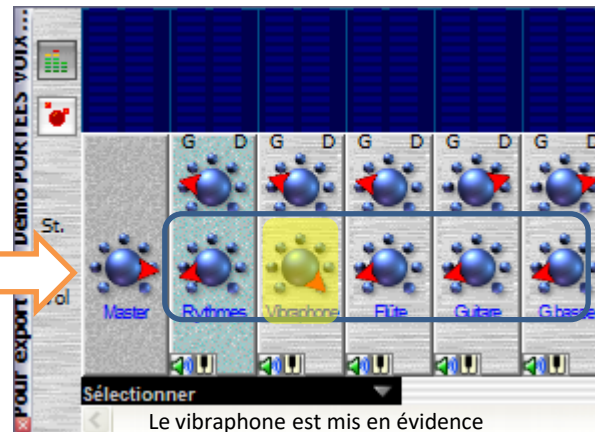 Pour export Démo PORTEES VOIX ...
G D G D G D G D G D
St.
Vol
Master Rythmes Vibraphone Flûte Guitare G.basse
Sélectionner
Le vibraphone est mis en évidence